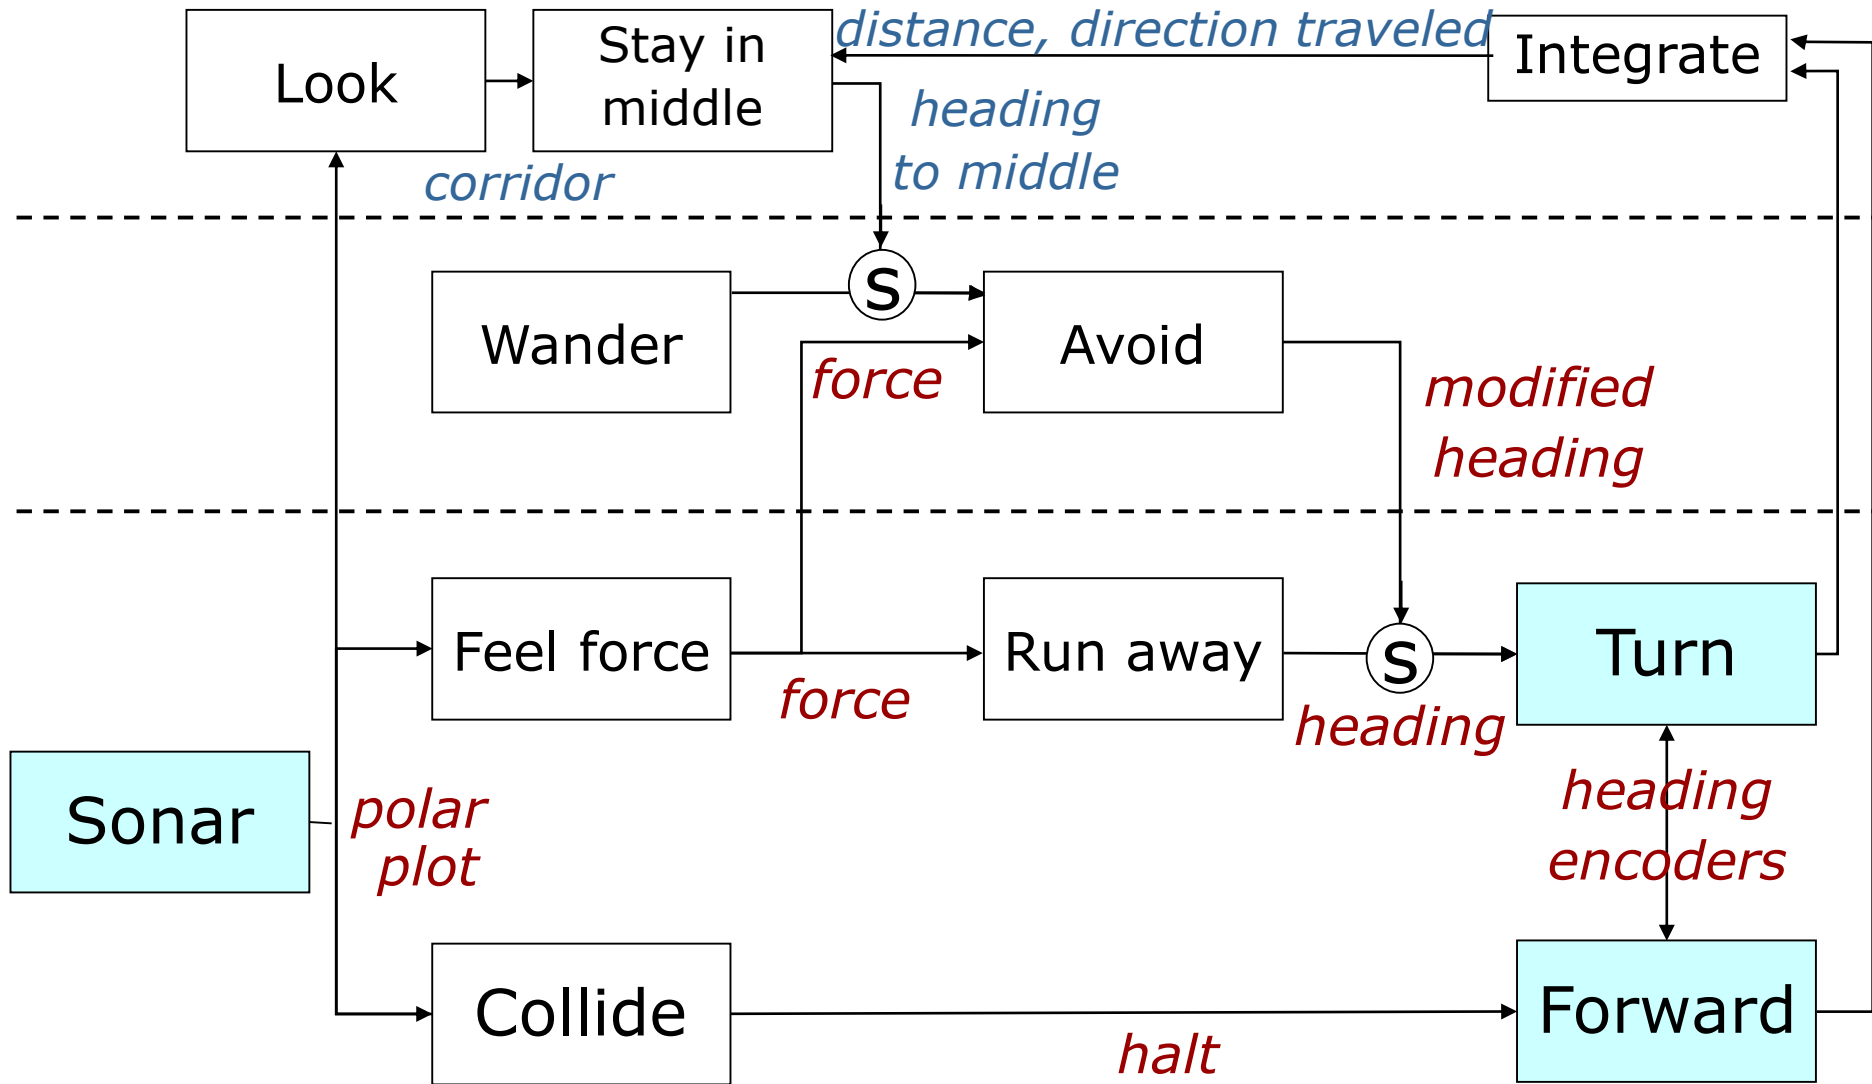 Look
Stay in
middle
distance, direction traveled
Integrate
heading
to middle
corridor
s
Wander
Avoid
force
modified
heading
Feel force
Run away
s
Turn
force
heading
Sonar
polar
plot
heading
encoders
Collide
Forward
halt